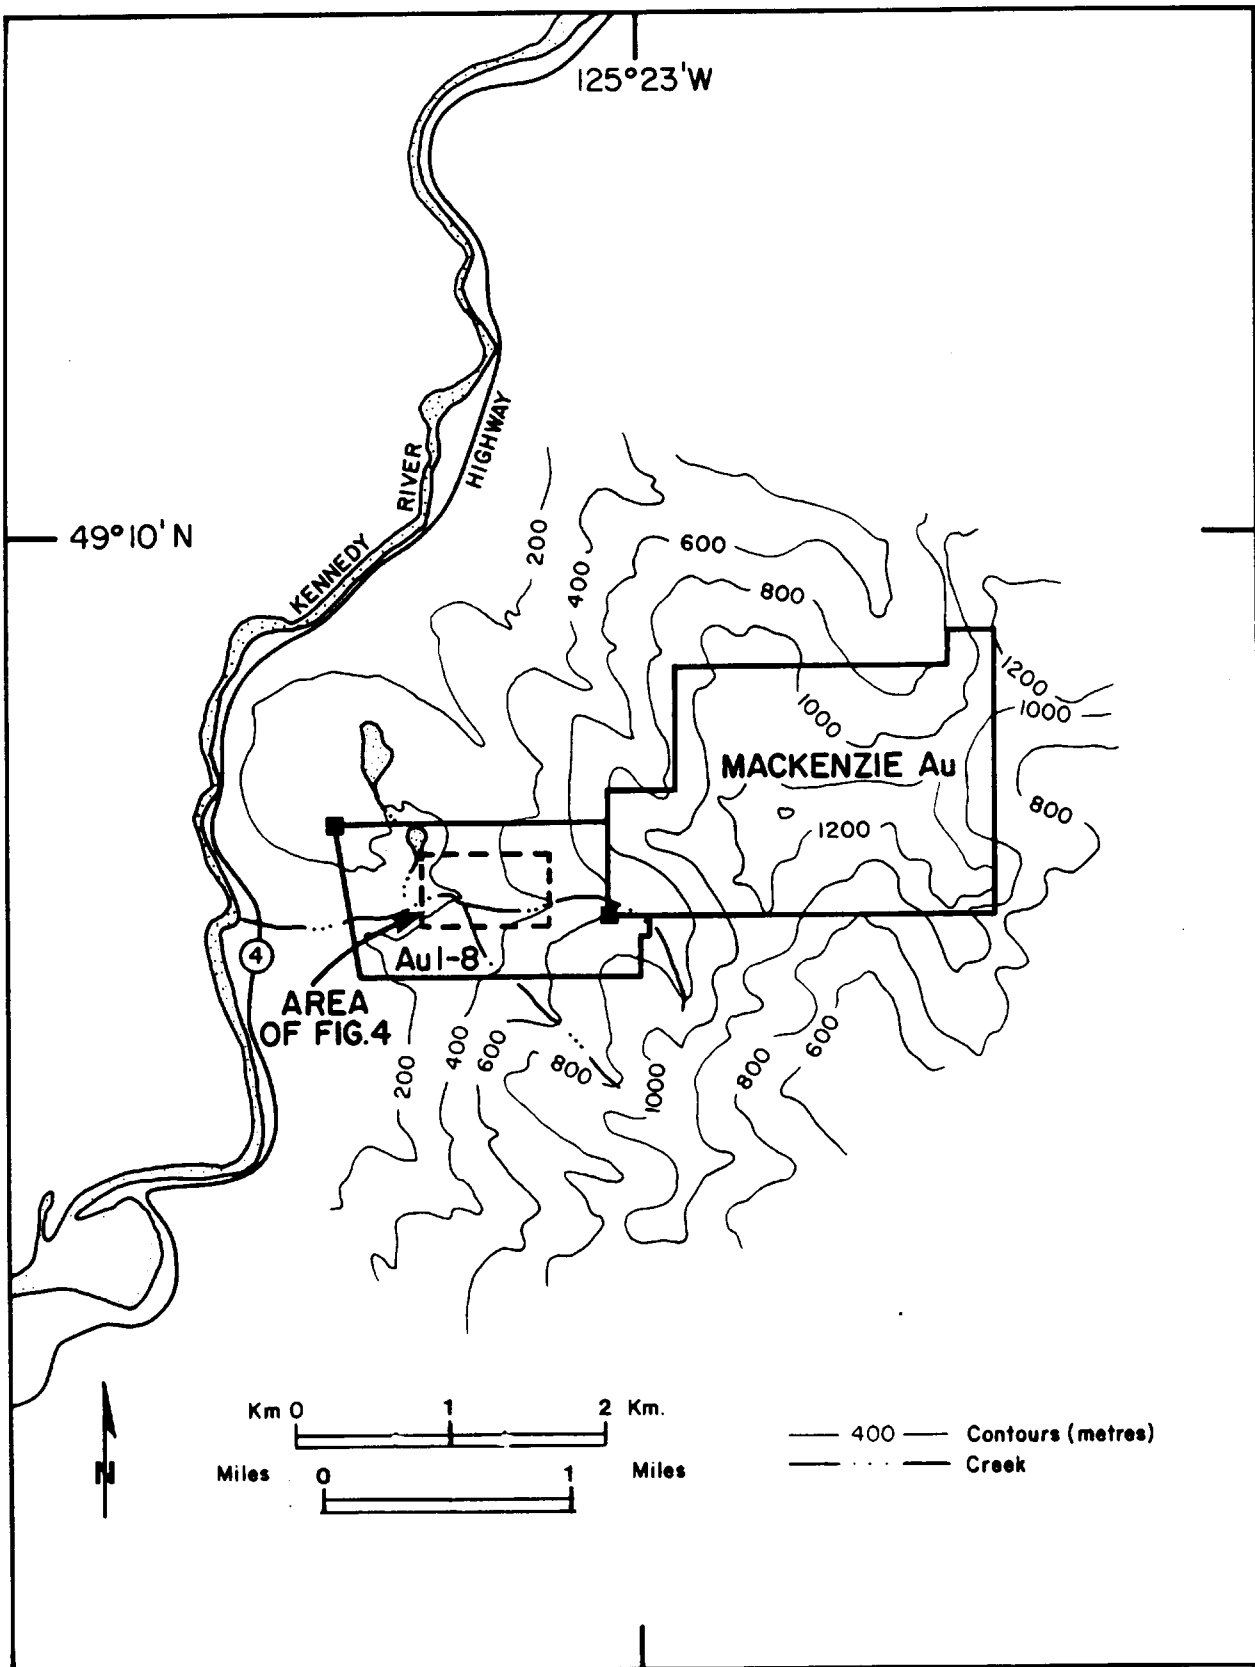 125°23'W
HIGHWAY
RIVER
KENNEDY
49°10'N
200
400
600
800
1200
1000
1000
MACKENZIE Au
800
1200
4
Au1-8
AREA
OF FIG.4
200
400
600
800
1000
800
600
Km 0 1 2 Km.
Miles 0 1 Miles
N
400 Contours (metres)
Creek